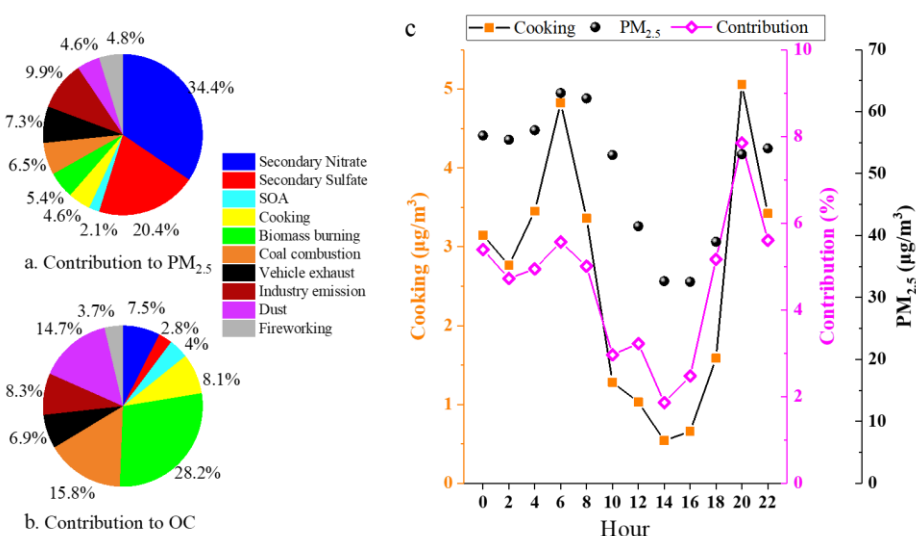 4.6%
4.8%
9.9%
34.4%
7.3%
6.5%
5.4%
4.6%
2.1%
20.4%
a. Contribution to PM2.5
Secondary Nitrate
Secondary Sulfate
SOA
Cooking
Biomass burning
Coal combustion
Vehicle exhaust
Industry emission
Dust
Fireworking
3.7%
7.5%
14.7%
2.8%
4%
8.3%
8.1%
6.9%
15.8%
28.2%
b. Contribution to OC
c
Cooking PM2.5 Contribution
Cooking (μg/m3)
5
4
3
2
1
0
Contribution (%)
10
8
6
4
2
0
PM2.5 (μg/m3)
70
60
50
40
30
20
10
0
0 2 4 6 8 10 12 14 16 18 20 22
Hour